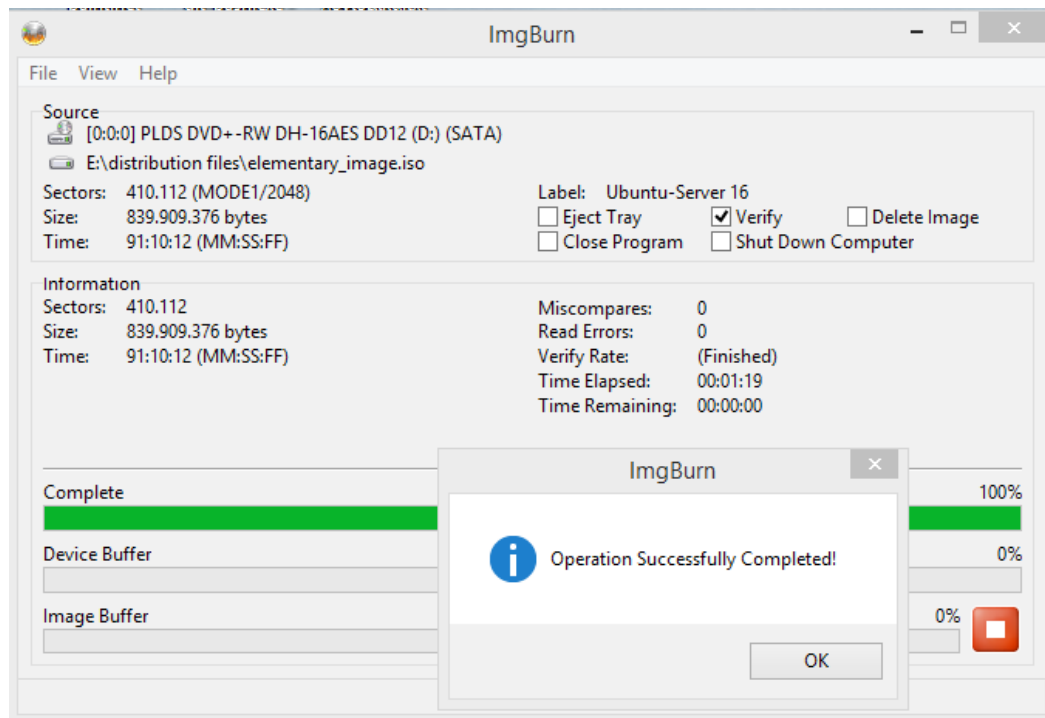 ImgBurn
File View Help
Source
[0:0:0] PLDS DVD+-RW DH-16AES DD12 (D:) (SATA)
E:\distribution files\elementary_image.iso
Sectors: 410.112 (MODE1/2048) Label: Ubuntu-Server 16
Size: 839.909.376 bytes Eject Tray Verify Delete Image
Time: 91:10:12 (MM:SS:FF) Close Program Shut Down Computer
Information
Sectors: 410.112 Miscompares: 0
Size: 839.909.376 bytes Read Errors: 0
Time: 91:10:12 (MM:SS:FF) Verify Rate: (Finished)
Time Elapsed: 00:01:19
Time Remaining: 00:00:00
ImgBurn
Complete 100%
Operation Successfully Completed!
Device Buffer 0%
Image Buffer 0%
OK